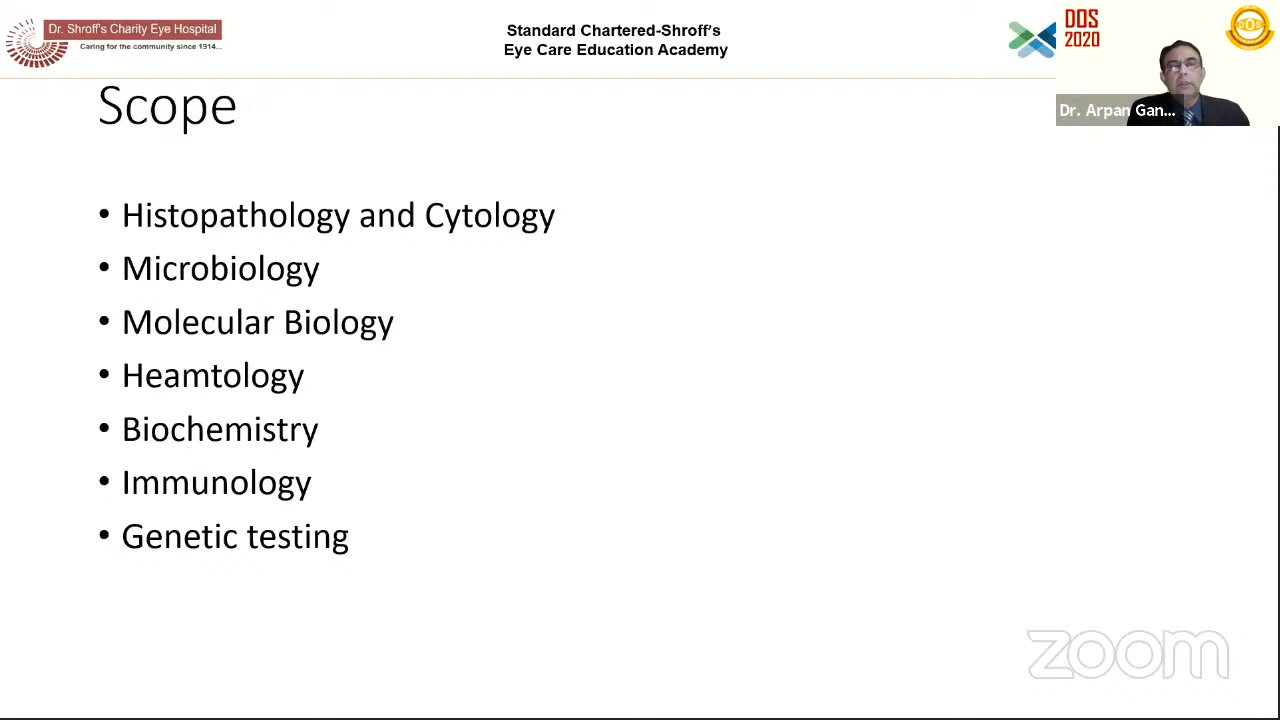 Dr. Shroff's Charity Eye Hospital
Caring for the community since 1914...
Standard Chartered-Shroff's
Eye Care Education Academy
DOS
2020
DOS
Dr. Arpan Gan...
Scope
• Histopathology and Cytology
• Microbiology
• Molecular Biology
• Heamtology
• Biochemistry
• Immunology
• Genetic testing
zoom